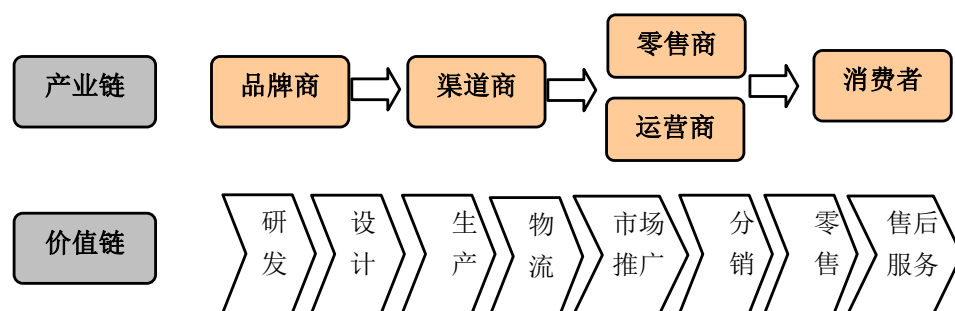 产业链
品牌商
渠道商
零售商
运营商
消费者
价值链
研
发
设
计
生
产
物
流
市场
推广
分
销
零
售
售后
服务